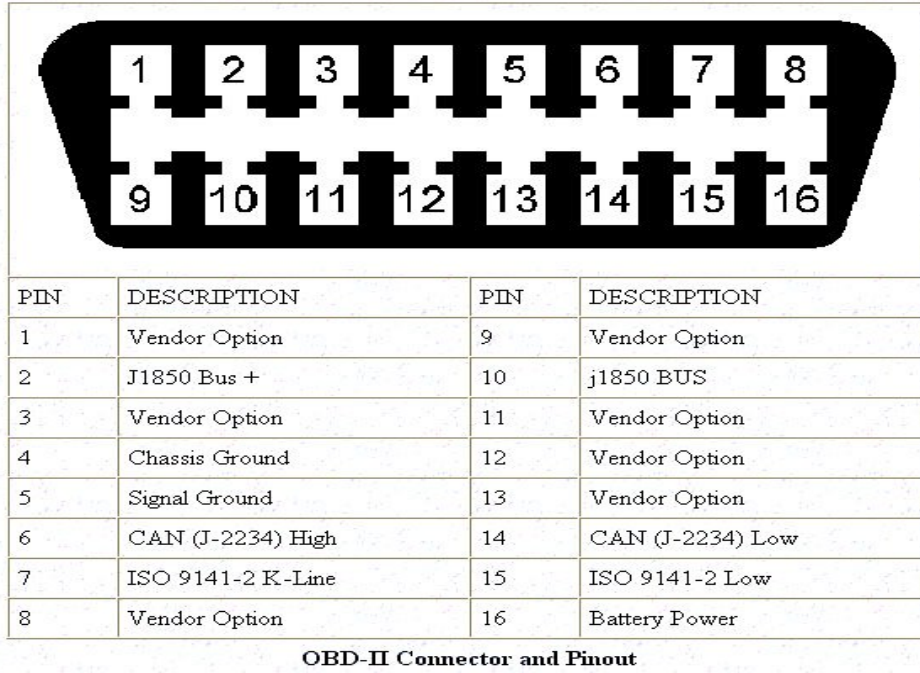 1 2 3 4 5 6 7 8
9 10 11 12 13 14 15 16
PIN DESCRIPTION PIN DESCRIPTION
1 Vendor Option 9 Vendor Option
2 J1850 Bus + 10 j1850 BUS
3 Vendor Option 11 Vendor Option
4 Chassis Ground 12 Vendor Option
5 Signal Ground 13 Vendor Option
6 CAN (J-2234) High 14 CAN (J-2234) Low
7 ISO 9141-2 K-Line 15 ISO 9141-2 Low
8 Vendor Option 16 Battery Power
OBD-II Connector and Pinout